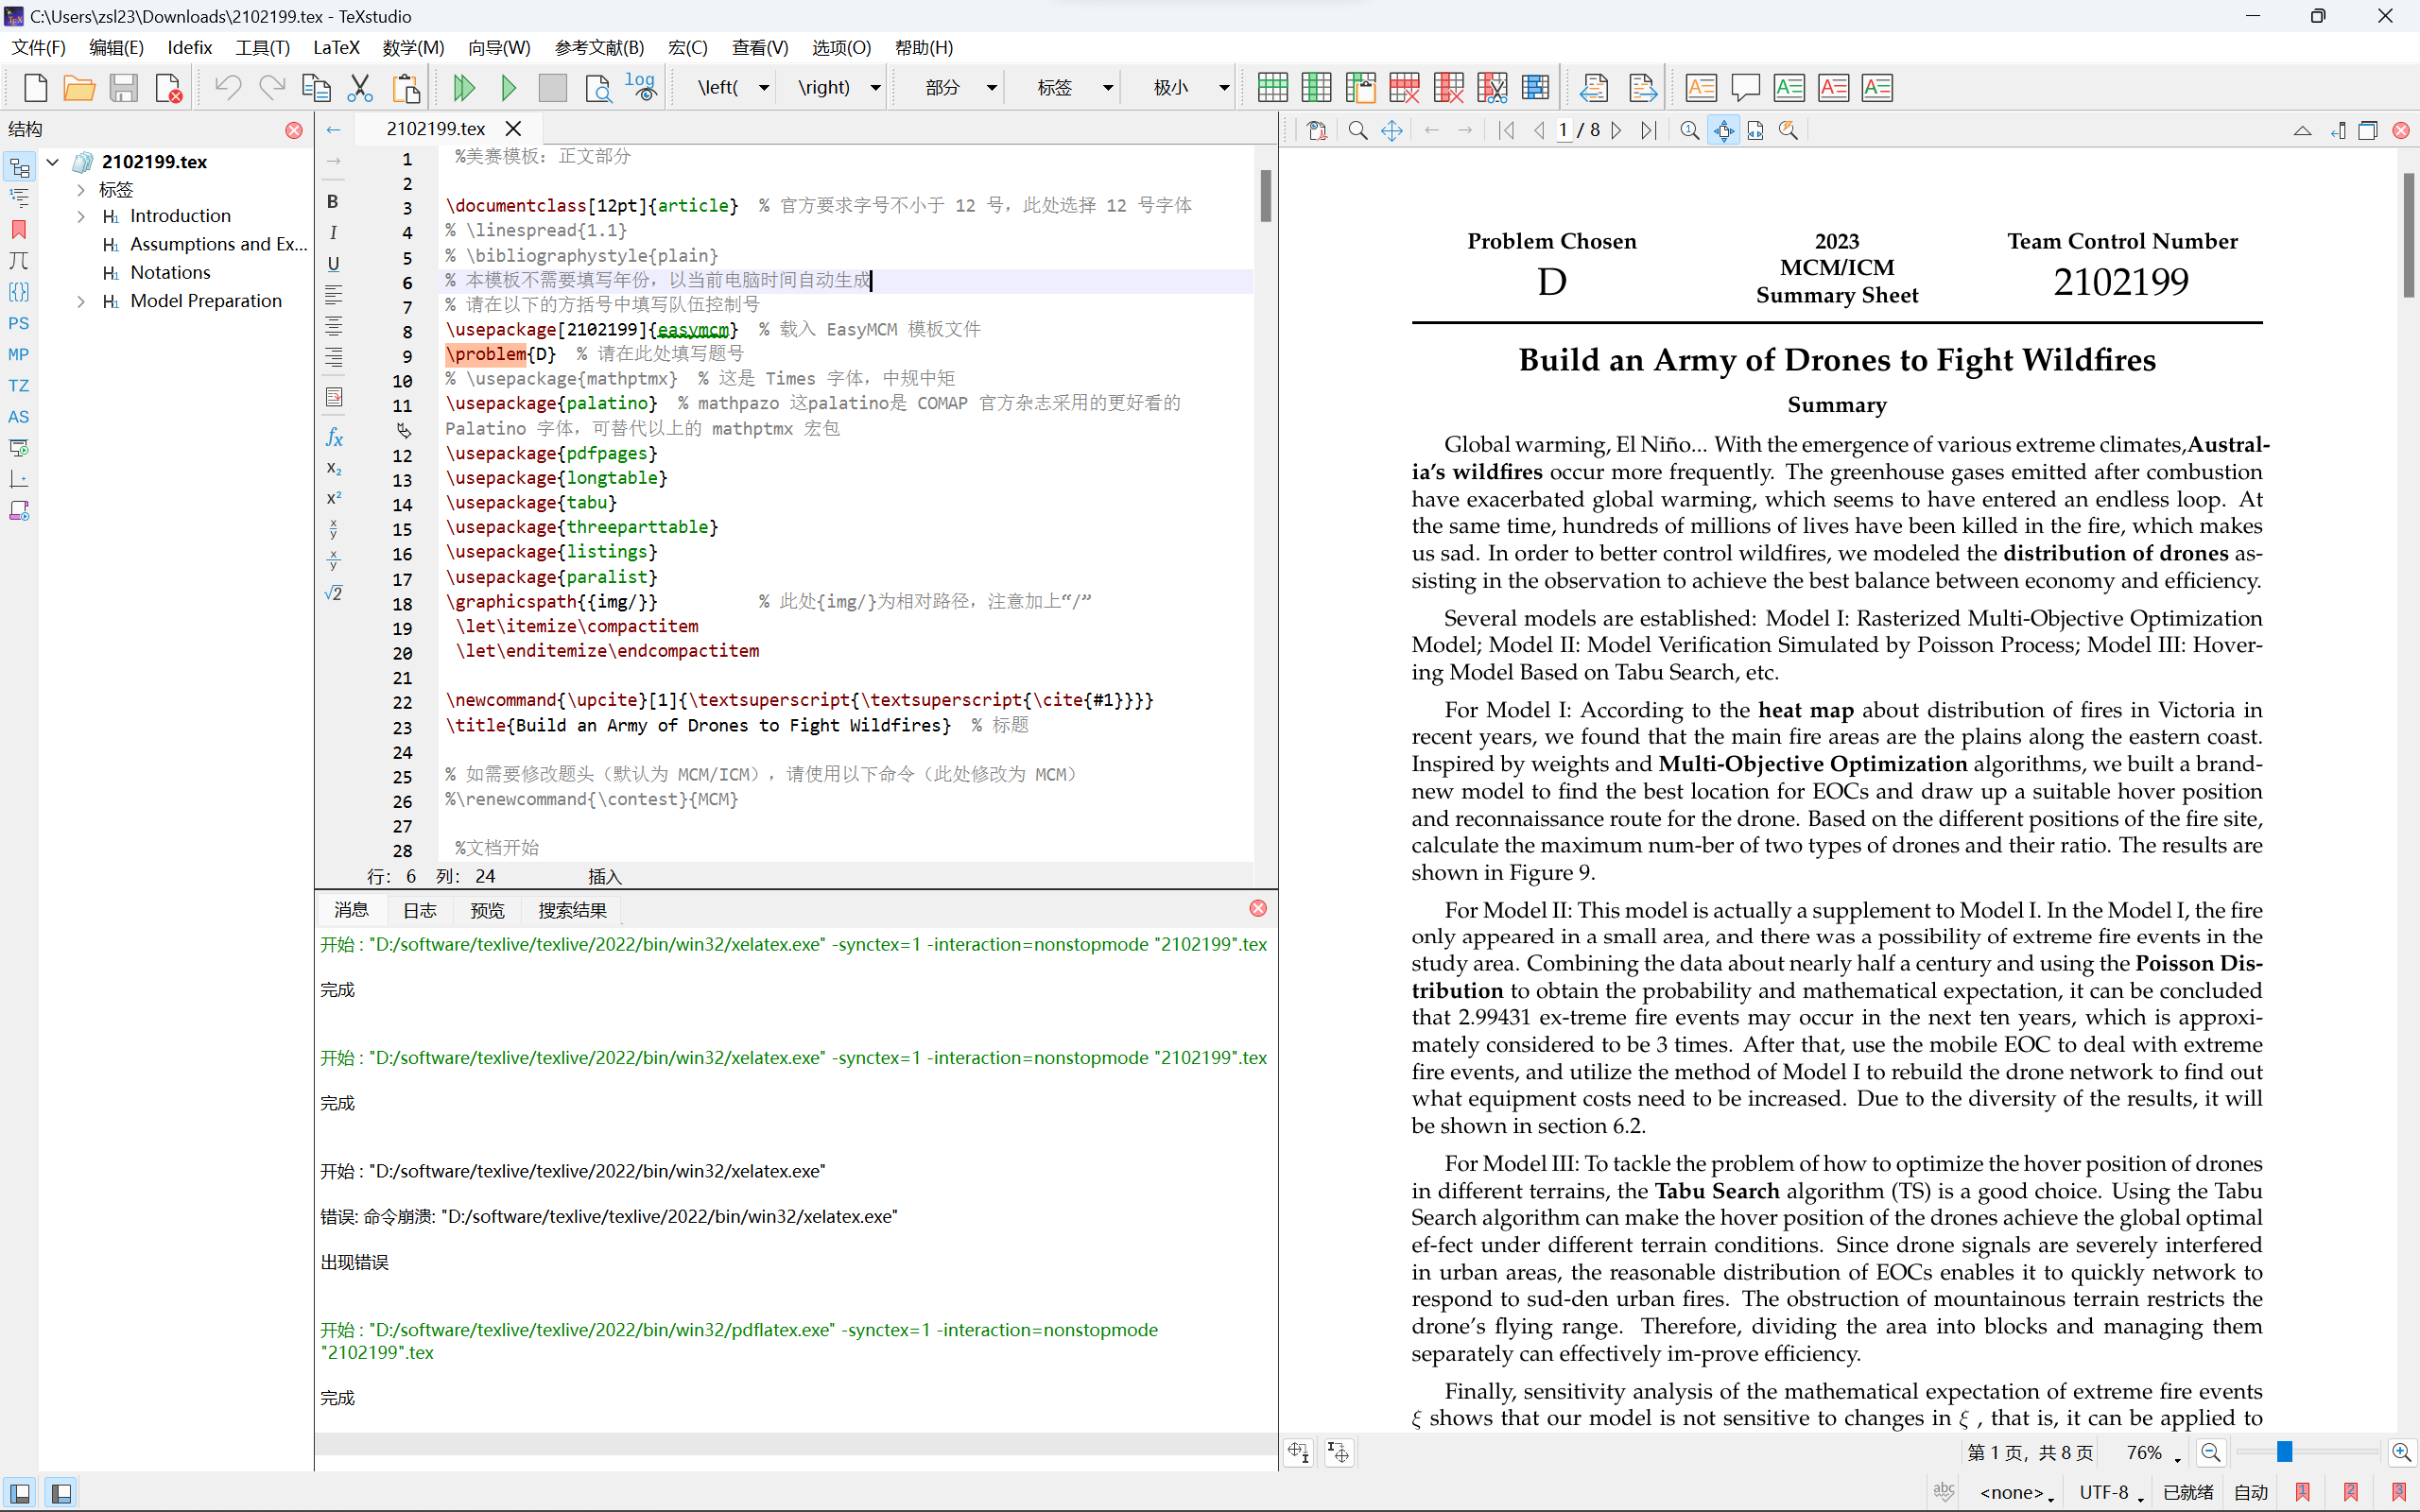 C:\Users\zsl23\Downloads\2102199.tex - TeXstudio
文件(F) 编辑(E) Idefix 工具(T) LaTeX 数学(M) 向导(W) 参考文献(B) 宏(C) 查看(V) 选项(O) 帮助(H)
log \left( \right) 部分 标签 极小
结构
2102199.tex
标签
H1 Introduction
H1 Assumptions and Ex...
H1 Notations
H1 Model Preparation
PS
MP
TZ
AS
2102199.tex
B
I
U
1 %美赛模板：正文部分
2
3 \documentclass[12pt]{article} % 官方要求字号不小于 12 号，此处选择 12 号字体
4 % \linespread{1.1}
5 % \bibliographystyle{plain}
6 % 本模板不需要填写年份，以当前电脑时间自动生成
7 % 请在以下的方括号中填写队伍控制号
8 \usepackage[2102199]{easymcm} % 载入 EasyMCM 模板文件
9 \problem{D} % 请在此处填写题号
10 % \usepackage{mathptmx} % 这是 Times 字体，中规中矩
11 \usepackage{palatino} % mathpazo 这palatino是 COMAP 官方杂志采用的更好看的
Palatino 字体，可替代以上的 mathptmx 宏包
12 \usepackage{pdfpages}
13 \usepackage{longtable}
14 \usepackage{tabu}
15 \usepackage{threeparttable}
16 \usepackage{listings}
17 \usepackage{paralist}
18 \graphicspath{{img/}} % 此处{img/}为相对路径，注意加上“/”
19 \let\itemize\compactitem
20 \let\enditemize\endcompactitem
21
22 \newcommand{\upcite}[1]{\textsuperscript{\textsuperscript{\cite{#1}}}}
23 \title{Build an Army of Drones to Fight Wildfires} % 标题
24
25 % 如需要修改题头（默认为 MCM/ICM），请使用以下命令（此处修改为 MCM）
26 %\renewcommand{\contest}{MCM}
27
28 %文档开始
行: 6 列: 24 插入
消息 日志 预览 搜索结果
开始 : "D:/software/texlive/texlive/2022/bin/win32/xelatex.exe" -synctex=1 -interaction=nonstopmode "2102199".tex
完成
开始 : "D:/software/texlive/texlive/2022/bin/win32/xelatex.exe" -synctex=1 -interaction=nonstopmode "2102199".tex
完成
开始 : "D:/software/texlive/texlive/2022/bin/win32/xelatex.exe"
错误: 命令崩溃: "D:/software/texlive/texlive/2022/bin/win32/xelatex.exe"
出现错误
开始 : "D:/software/texlive/texlive/2022/bin/win32/pdflatex.exe" -synctex=1 -interaction=nonstopmode
"2102199".tex
完成
1 / 8
Problem Chosen
D
2023
MCM/ICM
Summary Sheet
Team Control Number
2102199
Build an Army of Drones to Fight Wildfires
Summary
Global warming, El Niño... With the emergence of various extreme climates,Austral-
ia's wildfires occur more frequently. The greenhouse gases emitted after combustion
have exacerbated global warming, which seems to have entered an endless loop. At
the same time, hundreds of millions of lives have been killed in the fire, which makes
us sad. In order to better control wildfires, we modeled the distribution of drones as-
sisting in the observation to achieve the best balance between economy and efficiency.
Several models are established: Model I: Rasterized Multi-Objective Optimization
Model; Model II: Model Verification Simulated by Poisson Process; Model III: Hover-
ing Model Based on Tabu Search, etc.
For Model I: According to the heat map about distribution of fires in Victoria in
recent years, we found that the main fire areas are the plains along the eastern coast.
Inspired by weights and Multi-Objective Optimization algorithms, we built a brand-
new model to find the best location for EOCs and draw up a suitable hover position
and reconnaissance route for the drone. Based on the different positions of the fire site,
calculate the maximum num-ber of two types of drones and their ratio. The results are
shown in Figure 9.
For Model II: This model is actually a supplement to Model I. In the Model I, the fire
only appeared in a small area, and there was a possibility of extreme fire events in the
study area. Combining the data about nearly half a century and using the Poisson Dis-
tribution to obtain the probability and mathematical expectation, it can be concluded
that 2.99431 ex-treme fire events may occur in the next ten years, which is approxi-
mately considered to be 3 times. After that, use the mobile EOC to deal with extreme
fire events, and utilize the method of Model I to rebuild the drone network to find out
what equipment costs need to be increased. Due to the diversity of the results, it will
be shown in section 6.2.
For Model III: To tackle the problem of how to optimize the hover position of drones
in different terrains, the Tabu Search algorithm (TS) is a good choice. Using the Tabu
Search algorithm can make the hover position of the drones achieve the global optimal
ef-fect under different terrain conditions. Since drone signals are severely interfered
in urban areas, the reasonable distribution of EOCs enables it to quickly network to
respond to sud-den urban fires. The obstruction of mountainous terrain restricts the
drone's flying range. Therefore, dividing the area into blocks and managing them
separately can effectively im-prove efficiency.
Finally, sensitivity analysis of the mathematical expectation of extreme fire events
ξ shows that our model is not sensitive to changes in ξ , that is, it can be applied to
第 1 页，共 8 页 76%
<none> UTF-8 已就绪 自动